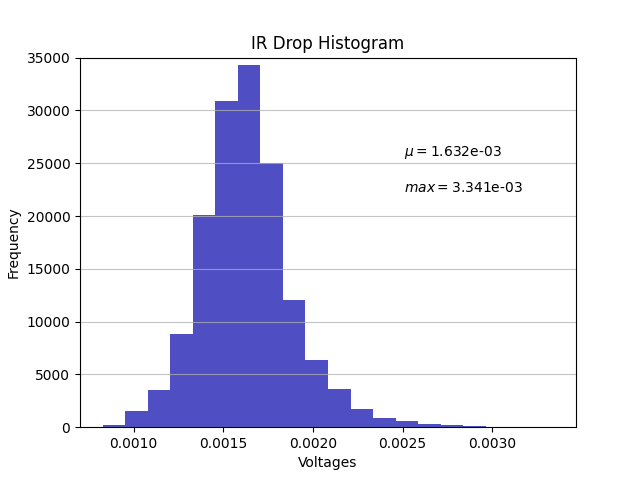 IR Drop Histogram
35000
30000
25000
20000
15000
10000
5000
0
Frequency
μ = 1.632e-03
max = 3.341e-03
0.0010 0.0015 0.0020 0.0025 0.0030
Voltages